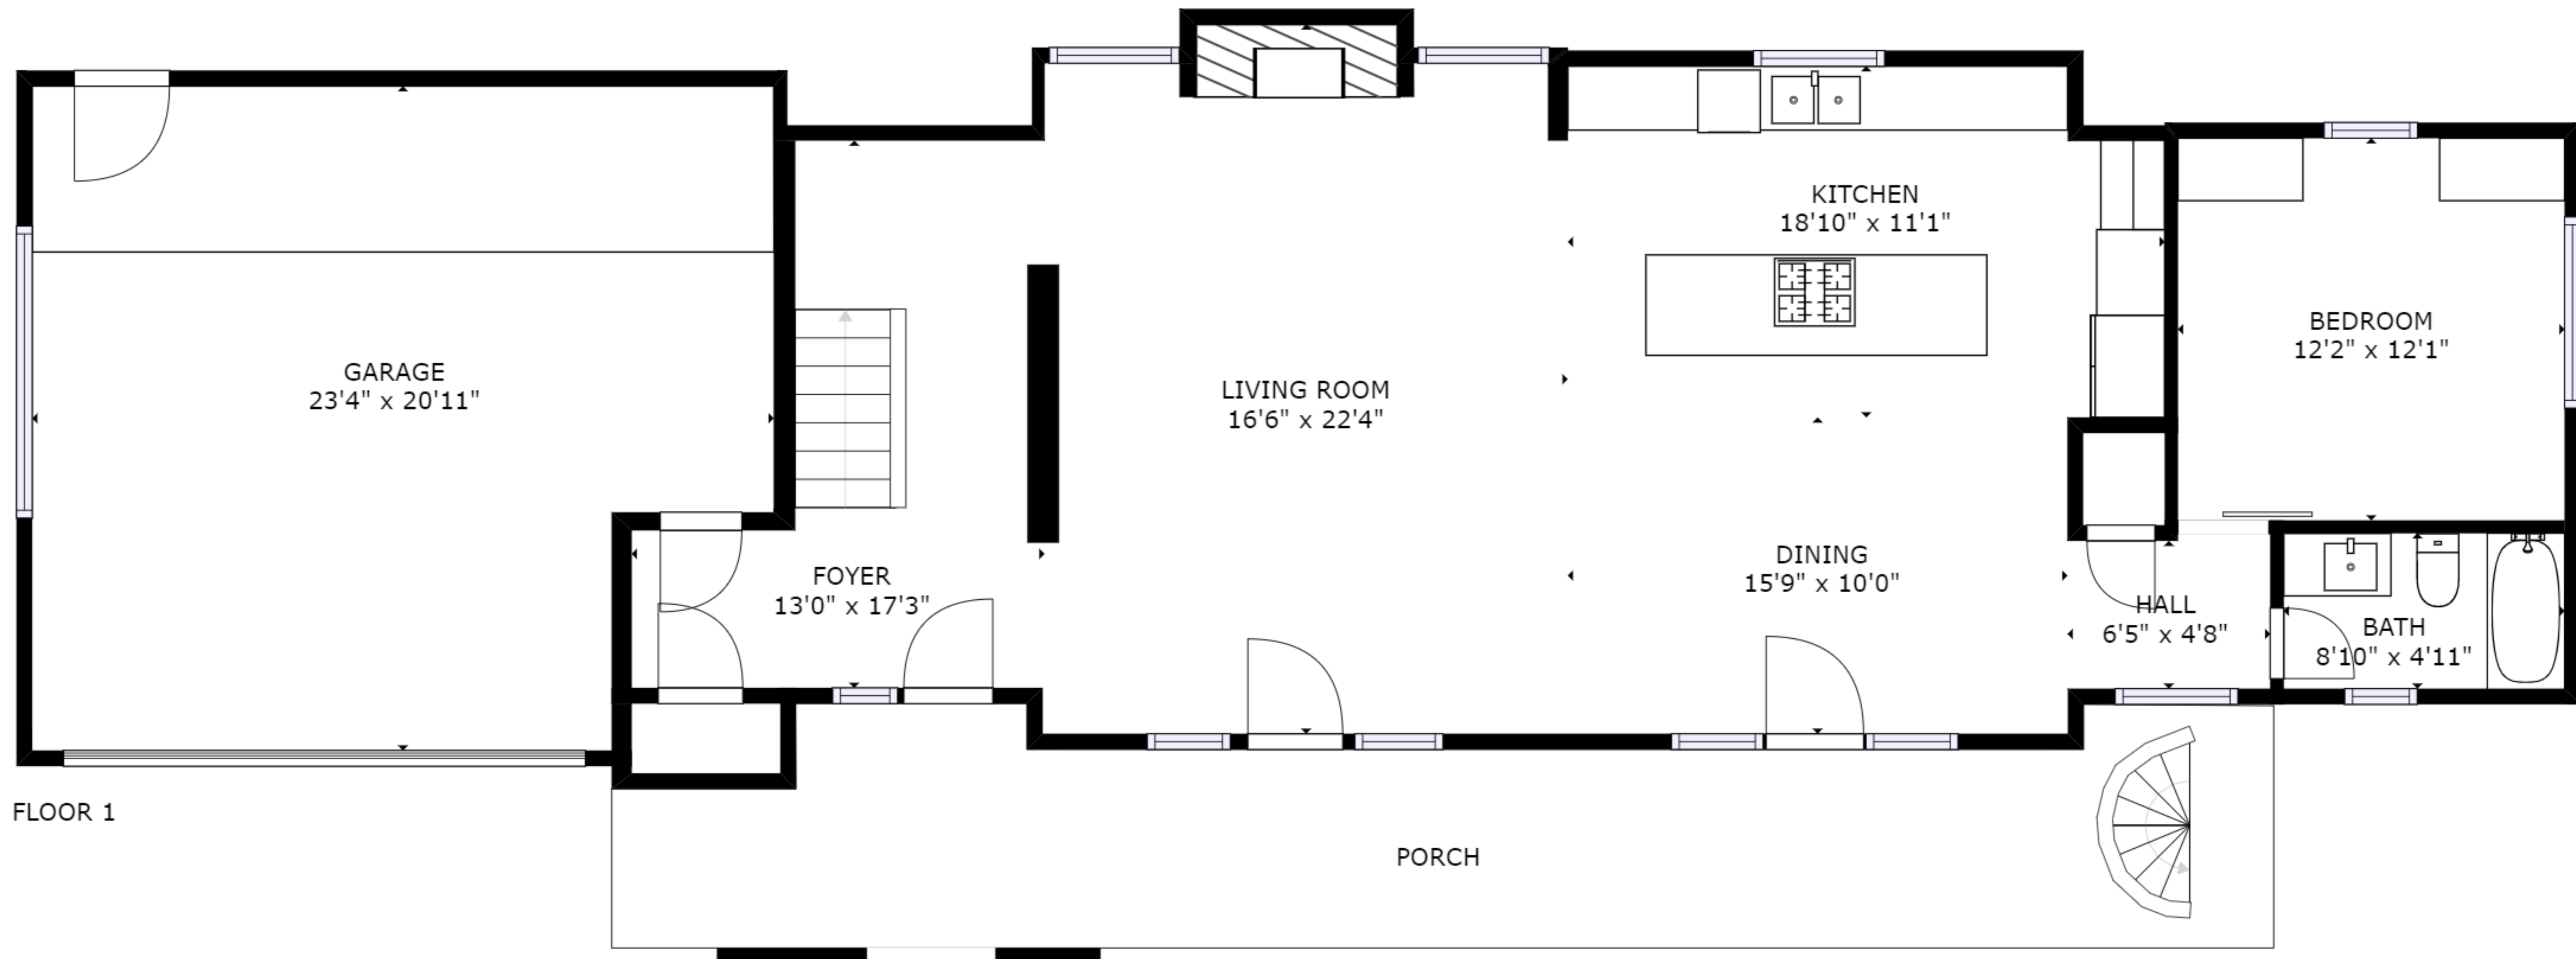 KITCHEN
18'10" x 11'1"
BEDROOM
12'2" x 12'1"
GARAGE
23'4" x 20'11"
LIVING ROOM
16'6" x 22'4"
DINING
15'9" x 10'0"
FOYER
13'0" x 17'3"
HALL
6'5" x 4'8"
BATH
8'10" x 4'11"
FLOOR 1
PORCH